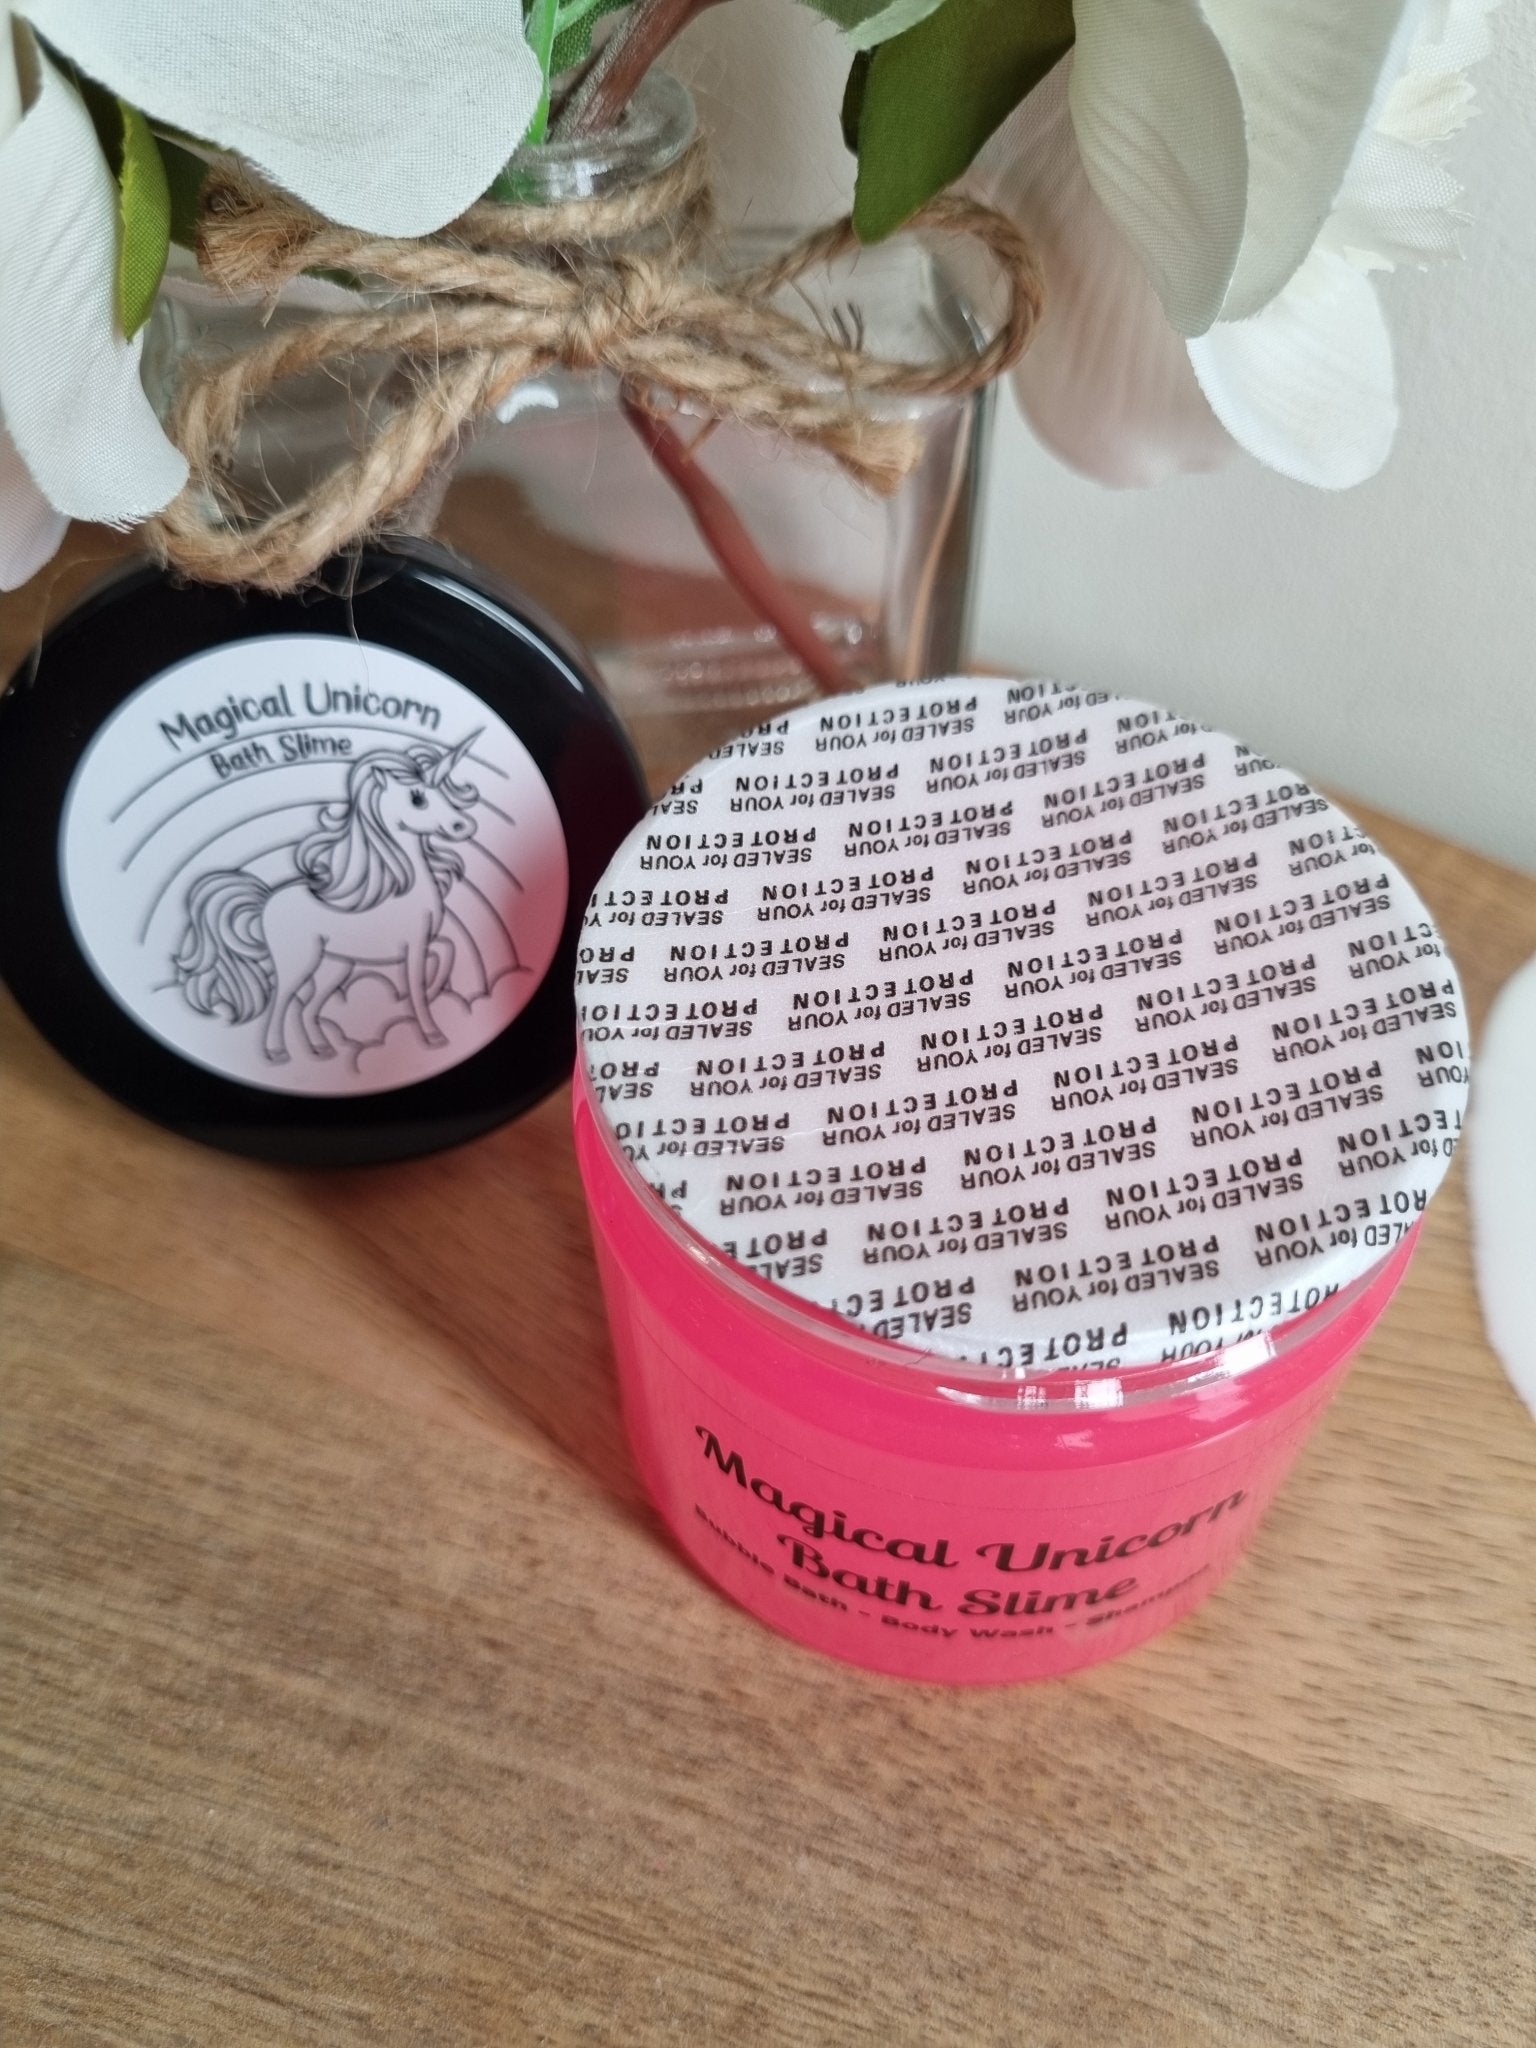 Magical Unicorn
Bath Slime
SEALED for YOUR
PROTECTION
Magical Unicorn
Bath Slime
Bubble Bath - Body Wash - Shampoo